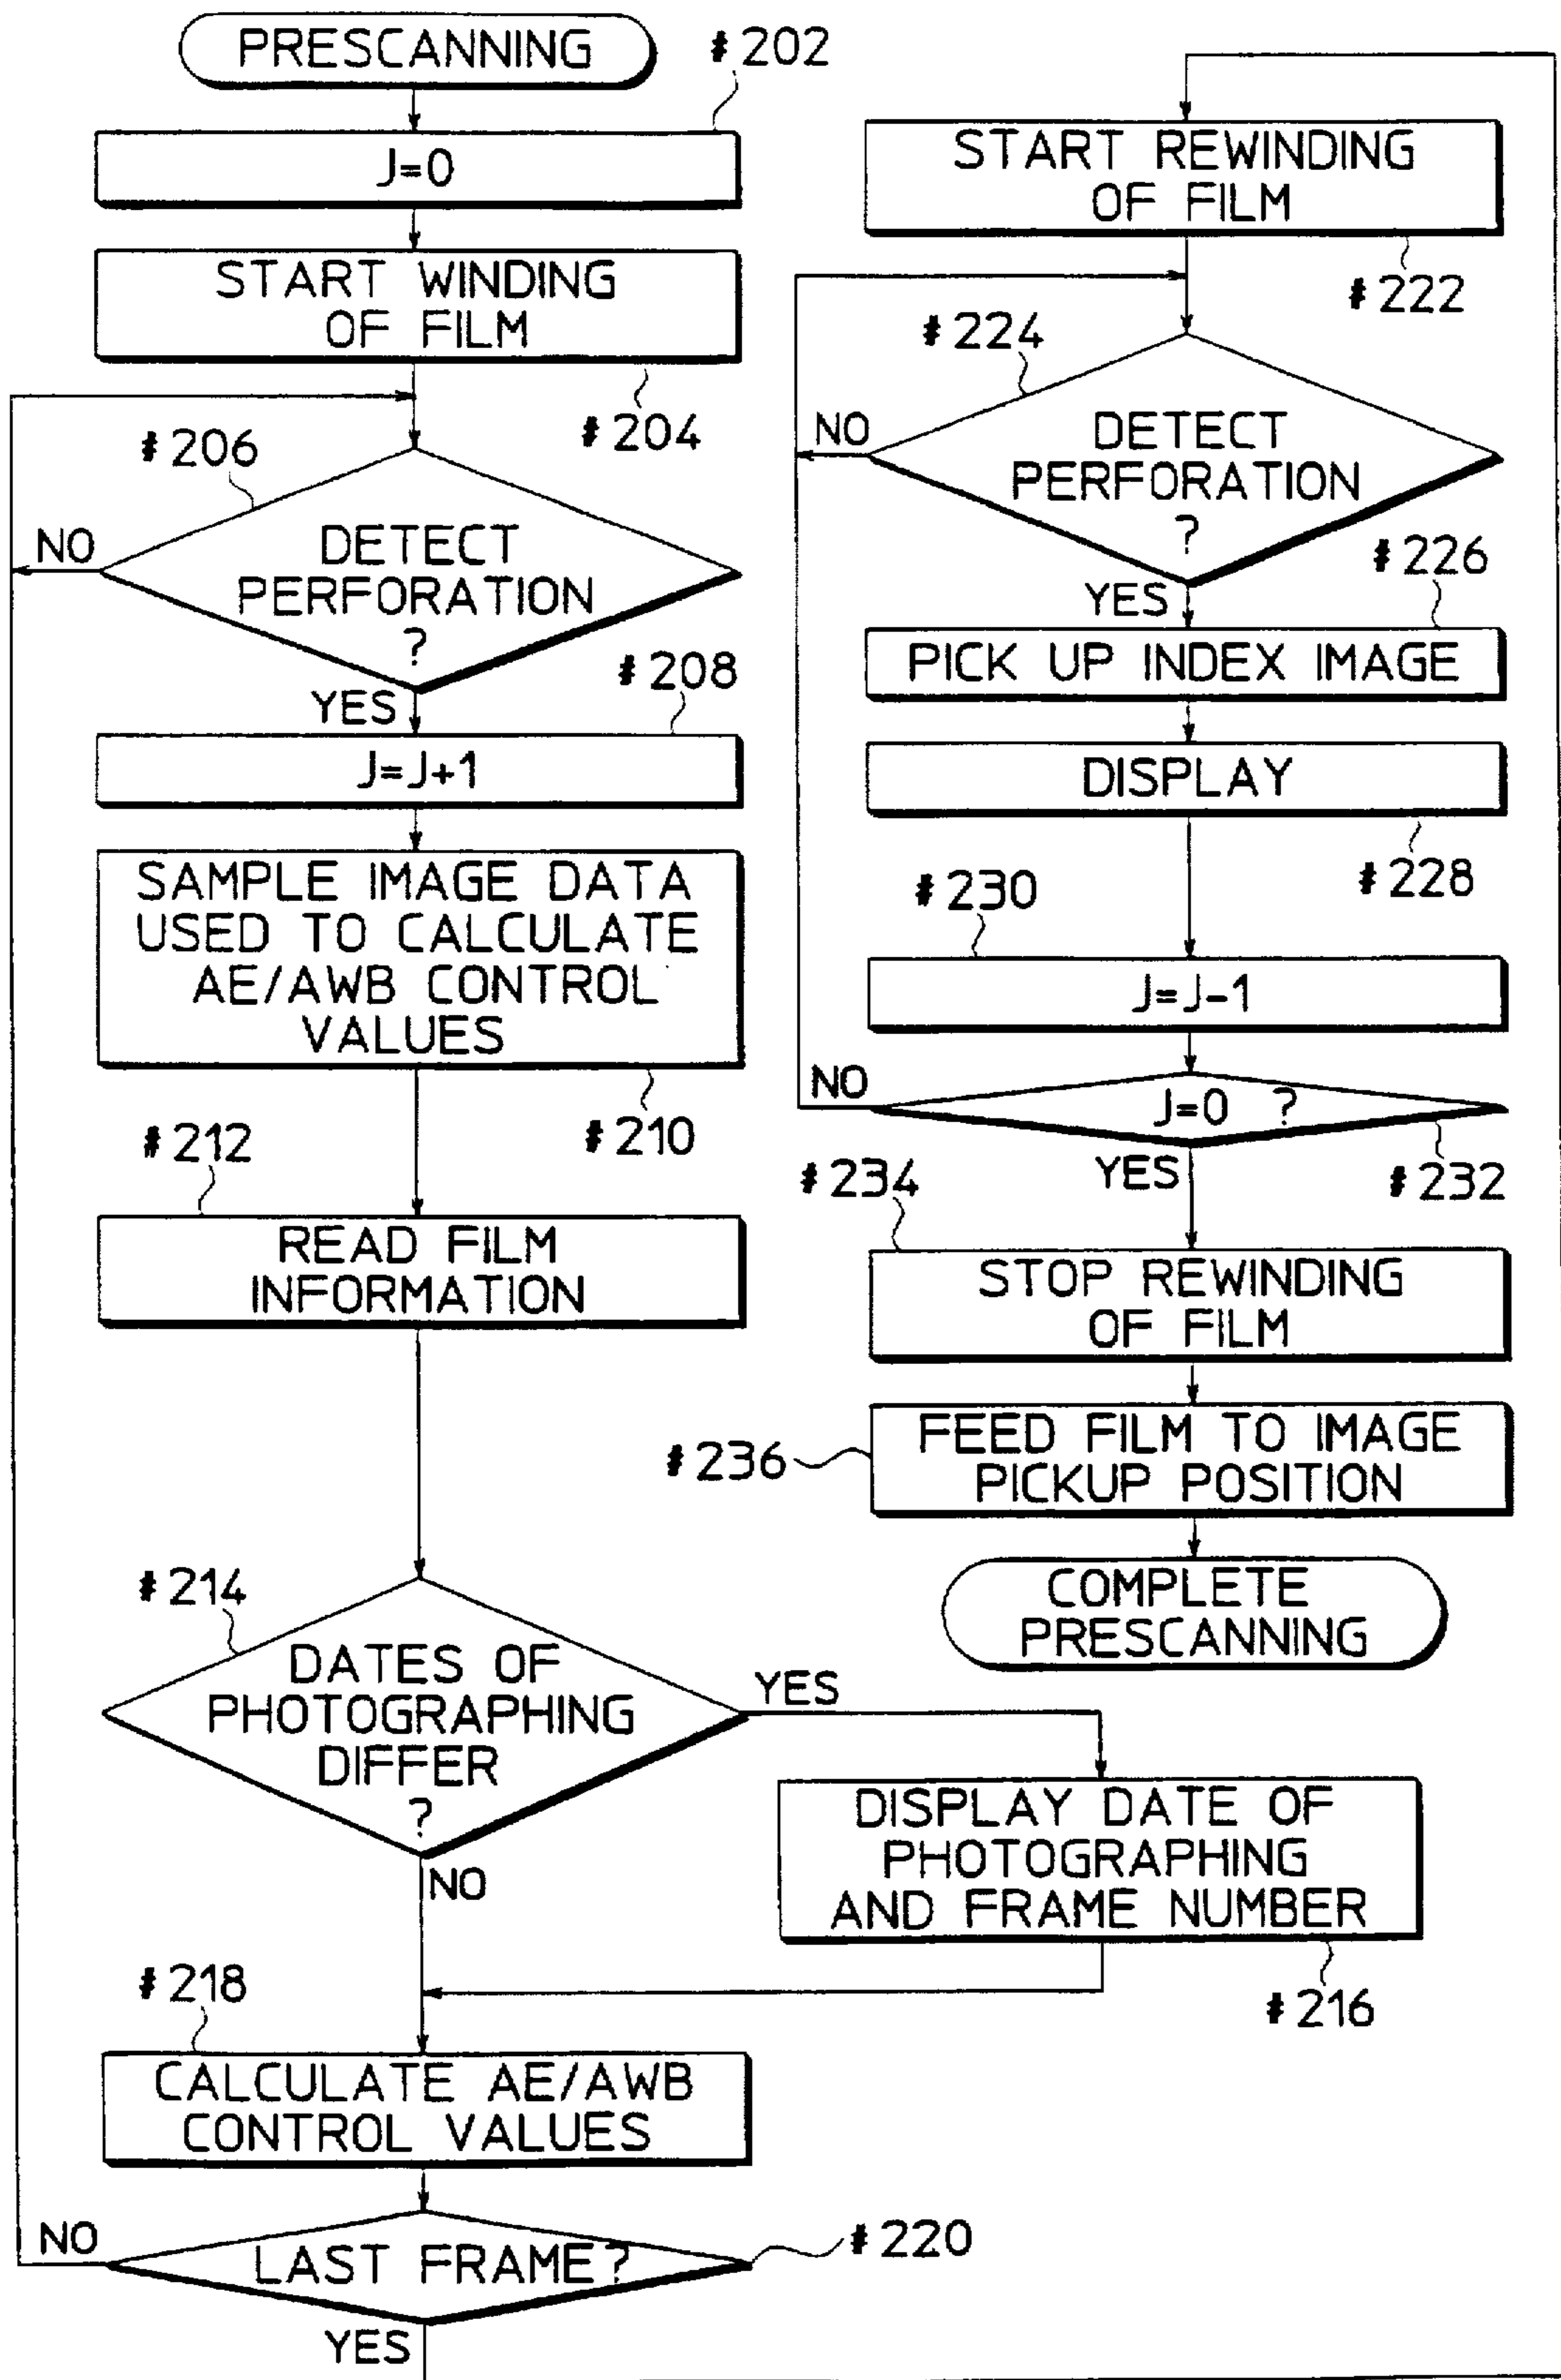 PRESCANNING
#202
J=0
START WINDING
OF FILM
#204
#206
NO
DETECT
PERFORATION
?
YES
#208
J=J+1
SAMPLE IMAGE DATA
USED TO CALCULATE
AE/AWB CONTROL
VALUES
#210
#212
READ FILM
INFORMATION
#214
DATES OF
PHOTOGRAPHING
DIFFER
?
YES
NO
DISPLAY DATE OF
PHOTOGRAPHING
AND FRAME NUMBER
#216
#218
CALCULATE AE/AWB
CONTROL VALUES
NO
LAST FRAME?
#220
YES
START REWINDING
OF FILM
#222
#224
NO
DETECT
PERFORATION
?
YES
#226
PICK UP INDEX IMAGE
DISPLAY
#228
#230
J=J-1
NO
J=0 ?
YES
#232
#234
STOP REWINDING
OF FILM
#236
FEED FILM TO IMAGE
PICKUP POSITION
COMPLETE
PRESCANNING